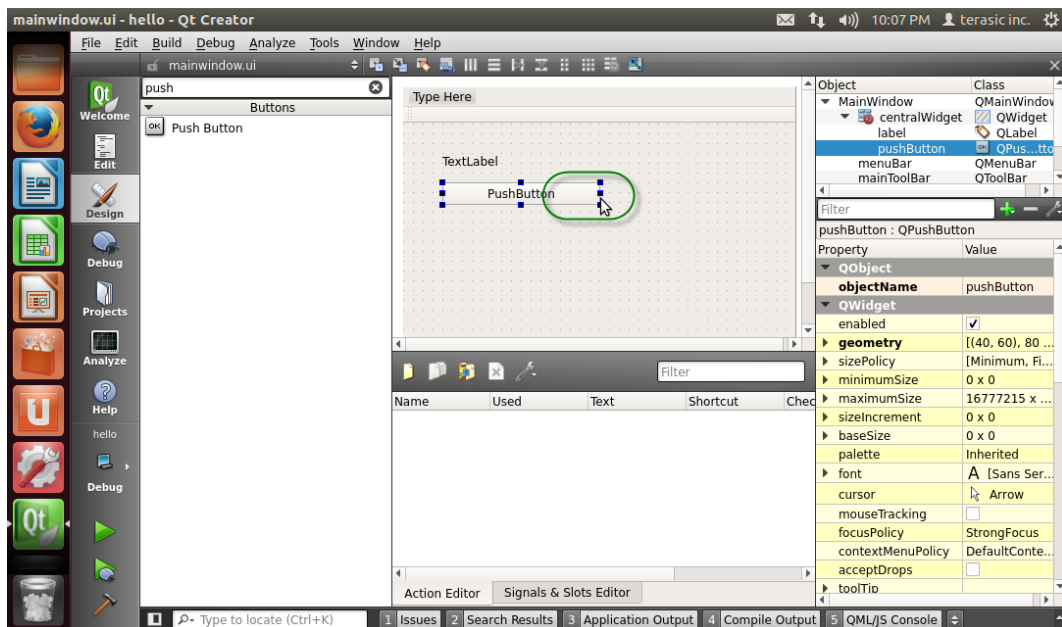 mainwindow.ui - hello - Qt Creator
10:07 PM
terasic inc.
File Edit Build Debug Analyze Tools Window Help
mainwindow.ui
Qt
Welcome
Edit
Design
Debug
Projects
Analyze
Help
hello
Debug
Qt
push
Buttons
OK Push Button
Type Here
TextLabel
PushButton
Filter
Name Used Text Shortcut Chec
Action Editor Signals & Slots Editor
Object Class
MainWindow QMainWindow
centralWidget QWidget
label QLabel
pushButton QPus...tto
menuBar QMenuBar
mainToolBar QToolBar
Filter
pushButton : QPushButton
Property Value
QObject
objectName pushButton
QWidget
enabled
geometry [(40, 60), 80 ...
sizePolicy [Minimum, Fi...
minimumSize 0 x 0
maximumSize 16777215 x ...
sizeIncrement 0 x 0
baseSize 0 x 0
palette Inherited
font A [Sans Ser...
cursor Arrow
mouseTracking
focusPolicy StrongFocus
contextMenuPolicy DefaultConte...
acceptDrops
toolTip
Type to locate (Ctrl+K) 1 Issues 2 Search Results 3 Application Output 4 Compile Output 5 QML/JS Console